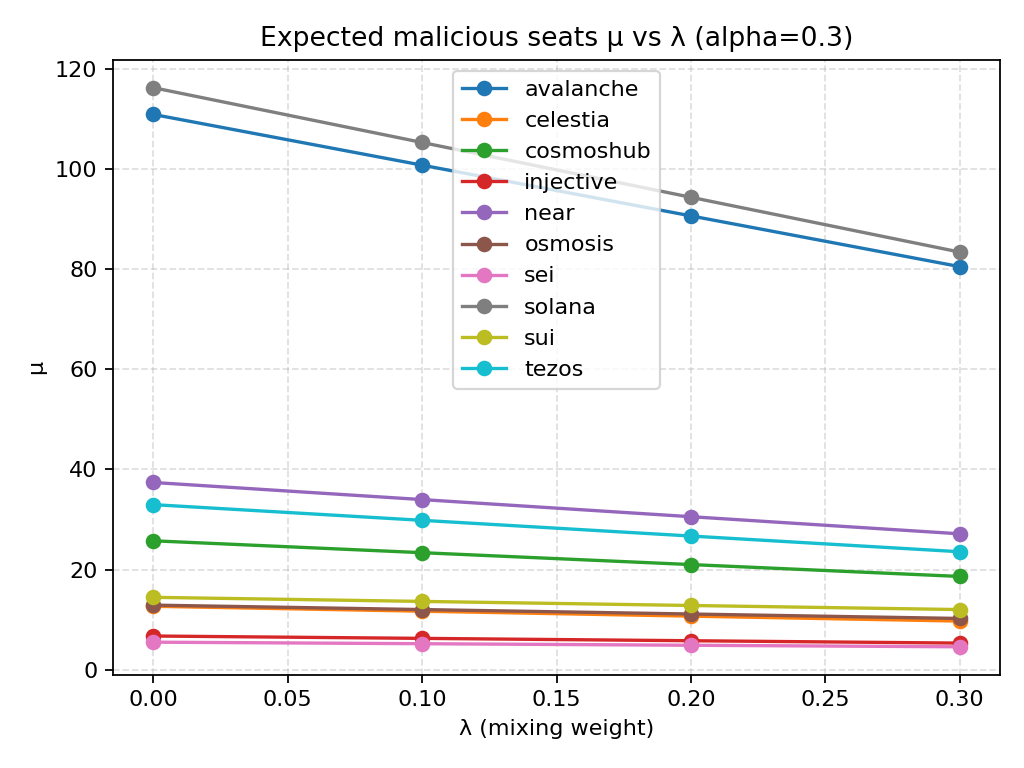 Expected malicious seats μ vs λ (alpha=0.3)
120
100
80
60
40
20
0
μ
avalanche
celestia
cosmoshub
injective
near
osmosis
sei
solana
sui
tezos
0.00 0.05 0.10 0.15 0.20 0.25 0.30
λ (mixing weight)